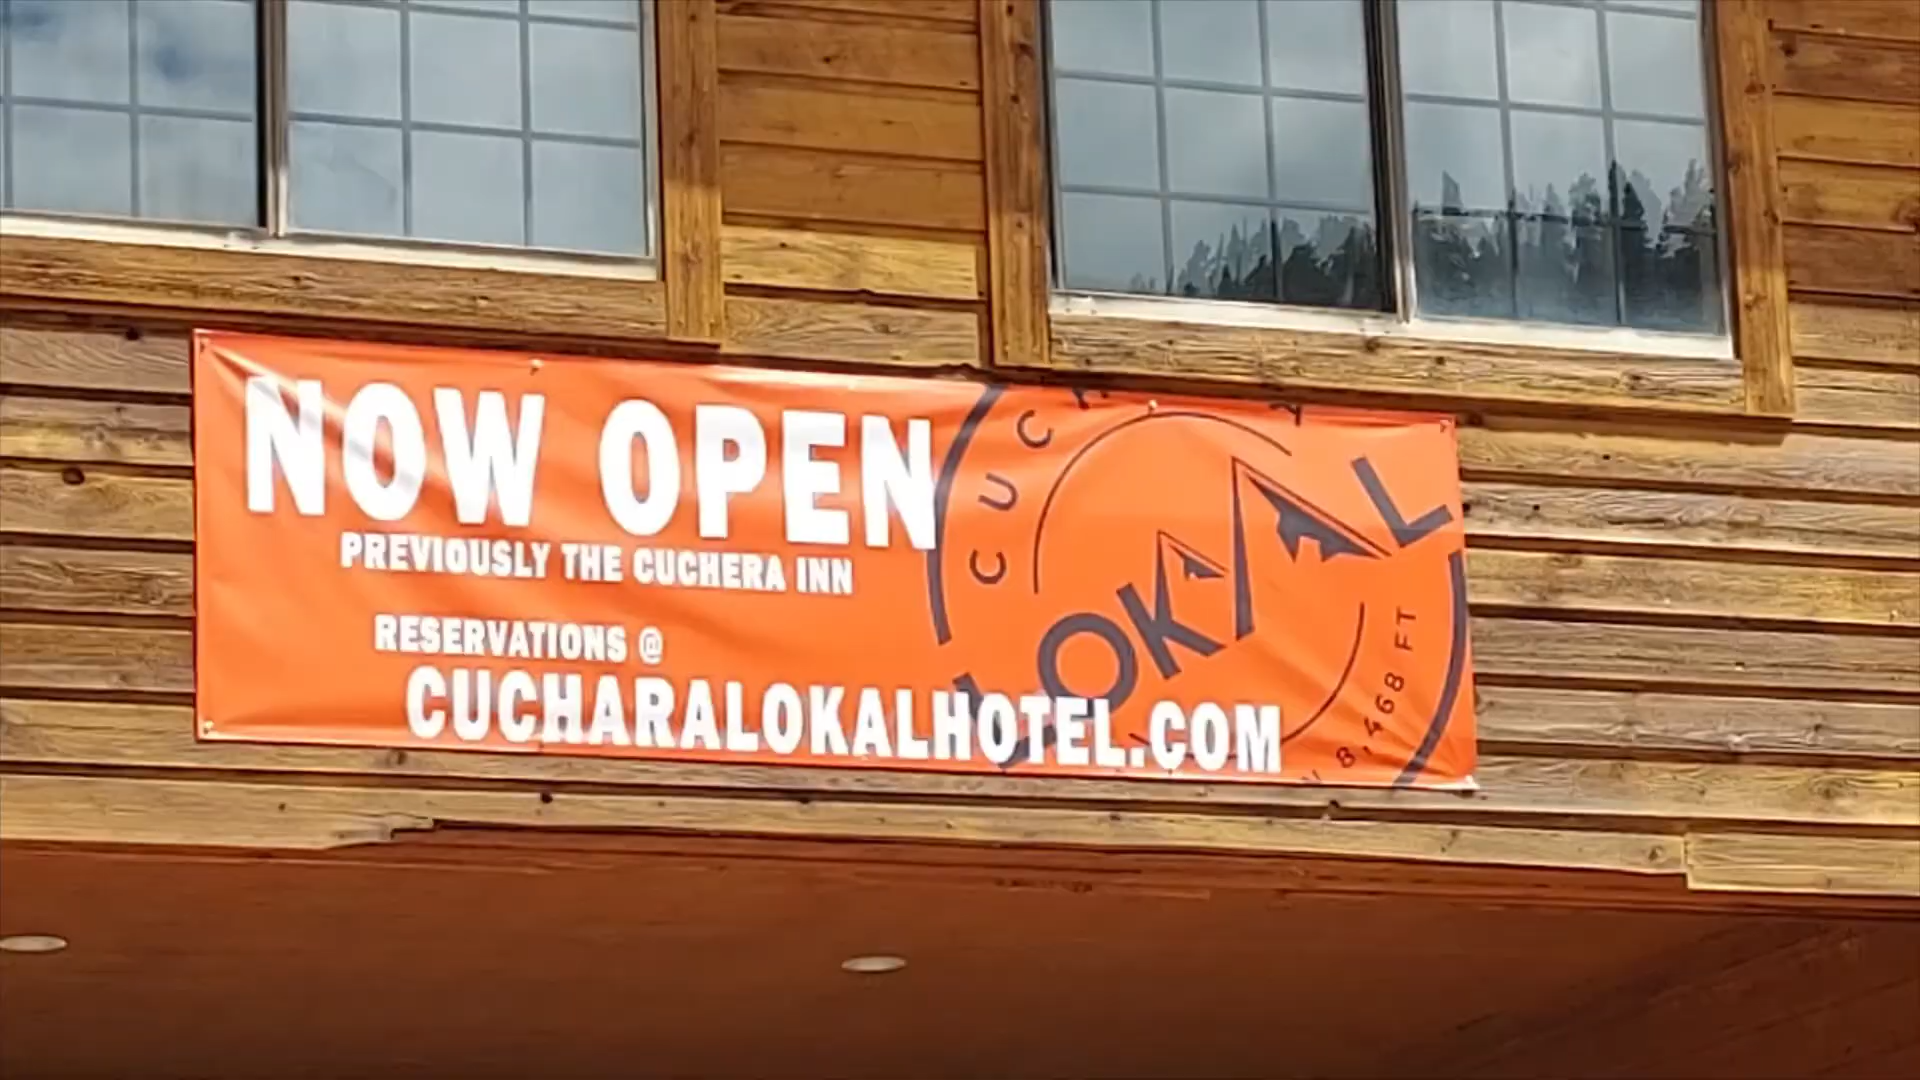 NOW OPEN
PREVIOUSLY THE CUCHERA INN
RESERVATIONS @
CUCHARALOKALHOTEL.COM
LOKAL
8,468 FT